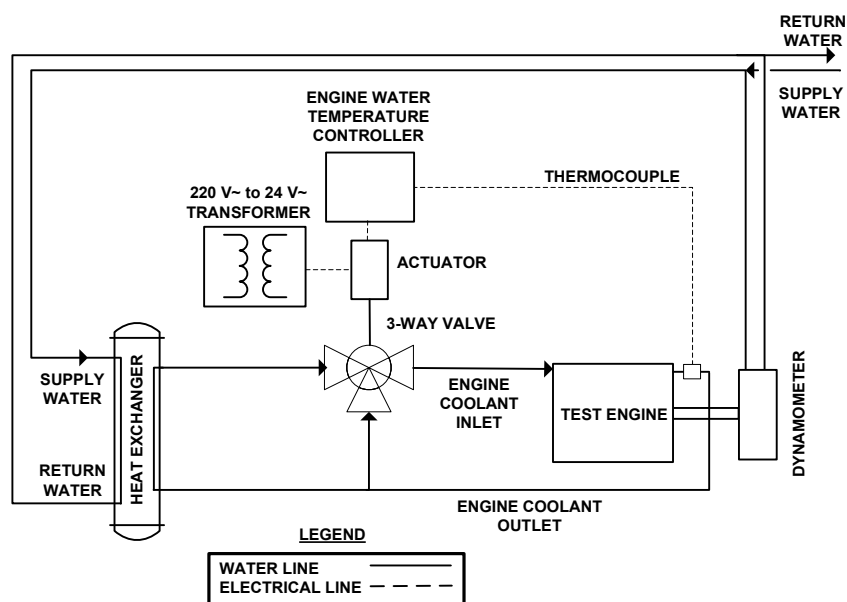 RETURN
WATER
SUPPLY
WATER
ENGINE WATER
TEMPERATURE
CONTROLLER
THERMOCOUPLE
220 V~ to 24 V~
TRANSFORMER
ACTUATOR
3-WAY VALVE
SUPPLY
WATER
HEAT EXCHANGER
ENGINE
COOLANT
INLET
TEST ENGINE
DYNAMOMETER
RETURN
WATER
ENGINE COOLANT
OUTLET
LEGEND
WATER LINE
ELECTRICAL LINE